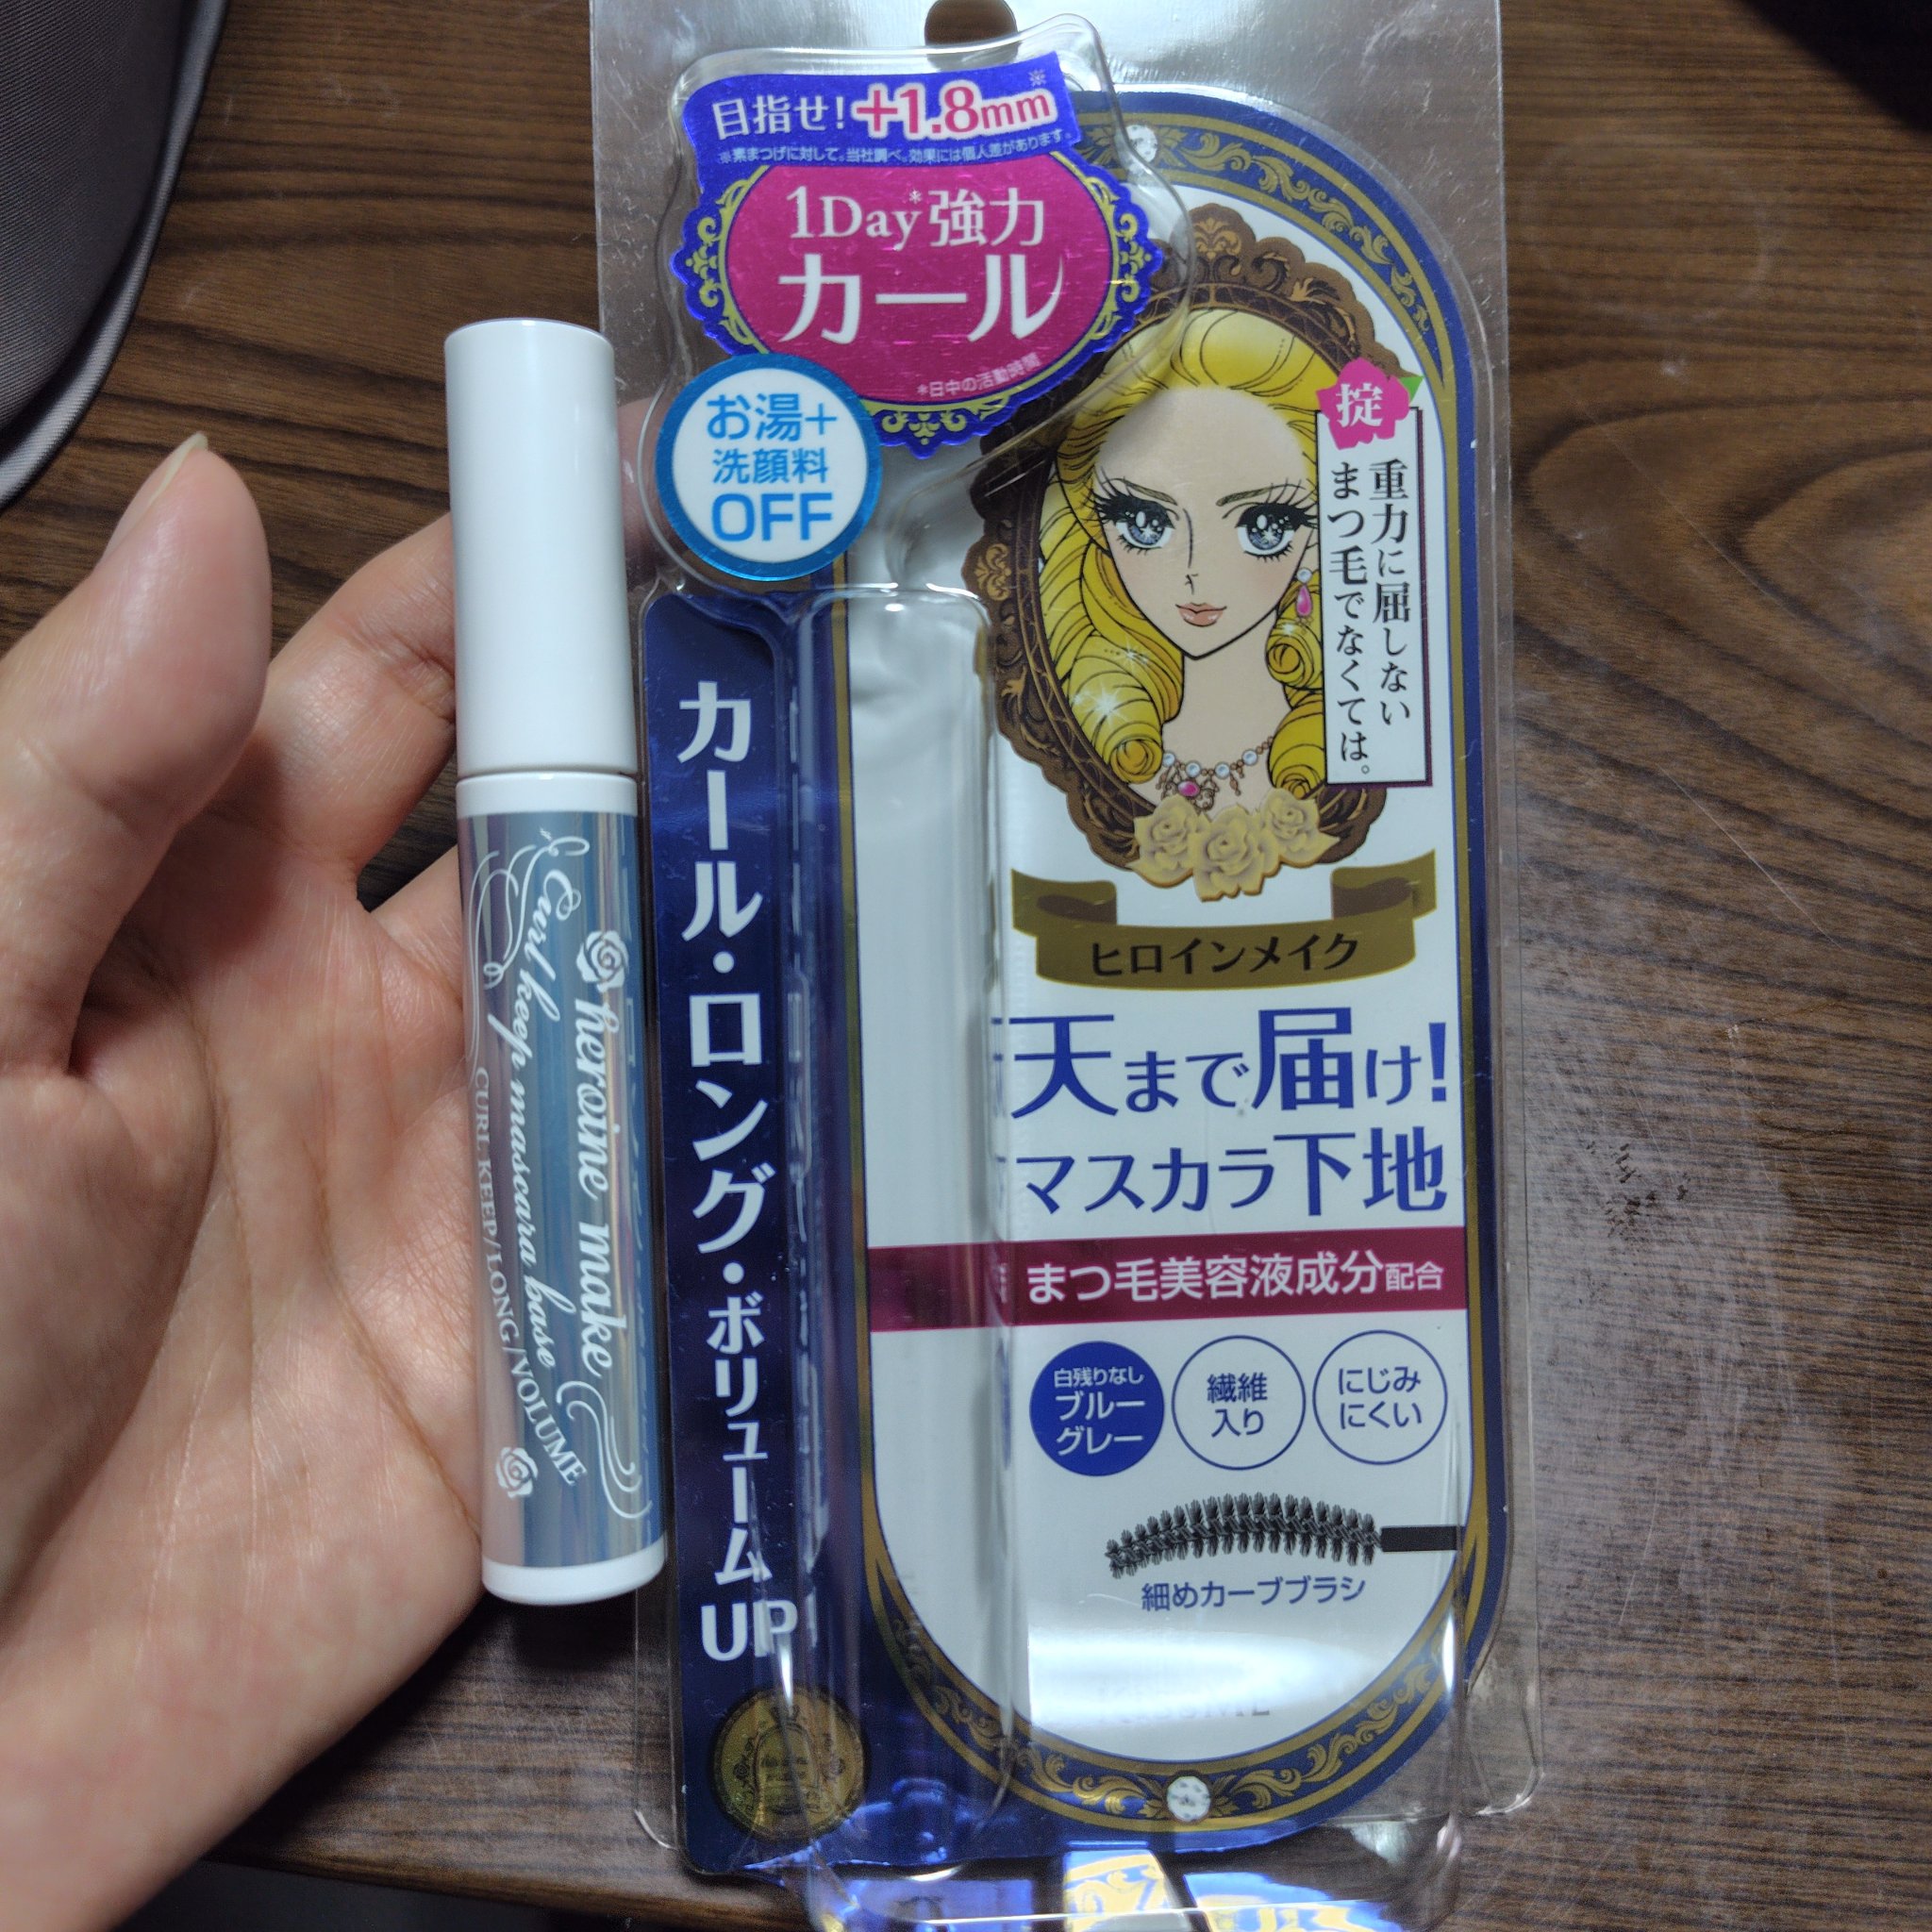 目指せ!+1.8mm※
※素まつげに対して。当社調べ。効果には個人差があります。
1Day*強力
カール
*日中の活動時間
お湯+
洗顔料
OFF
掟
重力に屈しない
まつ毛でなくては。
ヒロインメイク
天まで届け!
マスカラ下地
まつ毛美容液成分配合
白残りなし
ブルー
グレー
繊維
入り
にじみ
にくい
細めカーブブラシ
カール・ロング・ボリュームUP
heroine make
Curl keep mascara base
CURL KEEP/LONG/VOLUME